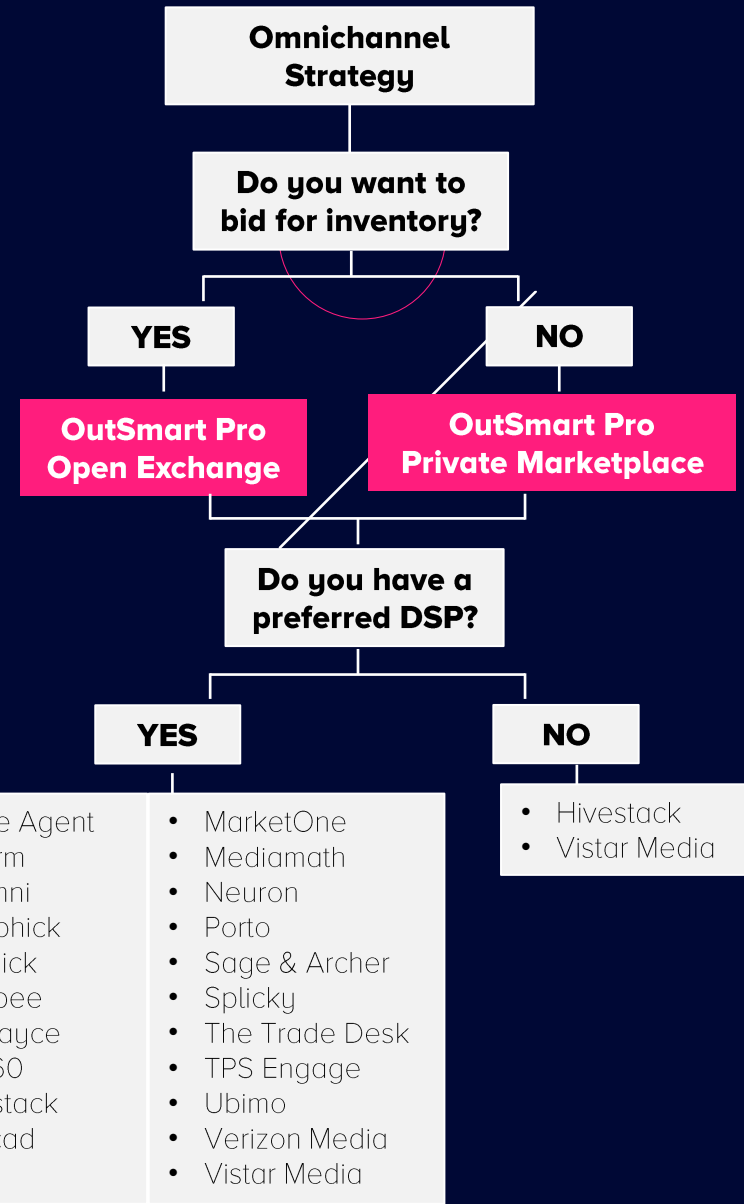 Omnichannel
Strategy
Do you want to
bid for inventory?
YES
NO
OutSmart Pro
Open Exchange
OutSmart Pro
Private Marketplace
Do you have a
preferred DSP?
YES
NO
Agent
• MarketOne
• Mediamath
• Neuron
• Porto
• Sage & Archer
• Splicky
• The Trade Desk
• TPS Engage
• Ubimo
• Verizon Media
• Vistar Media
• Hivestack
• Vistar Media